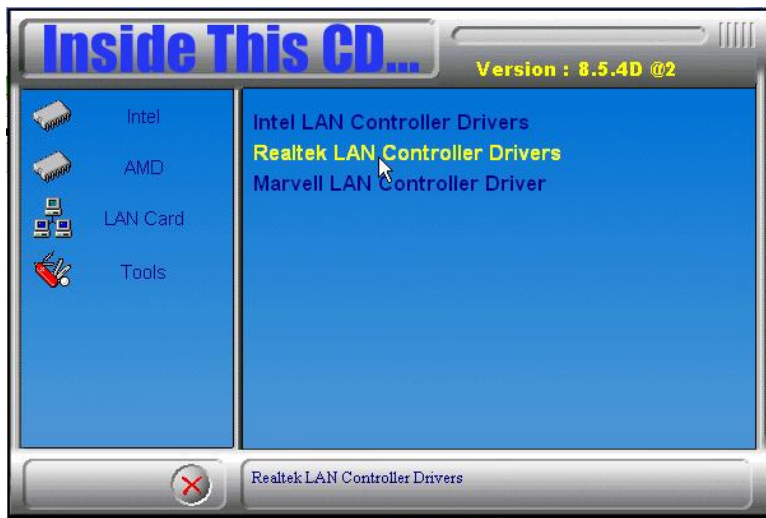 Inside This CD...
Version : 8.5.4D @2
Intel
AMD
LAN Card
Tools
Intel LAN Controller Drivers
Realtek LAN Controller Drivers
Marvell LAN Controller Driver
Realtek LAN Controller Drivers